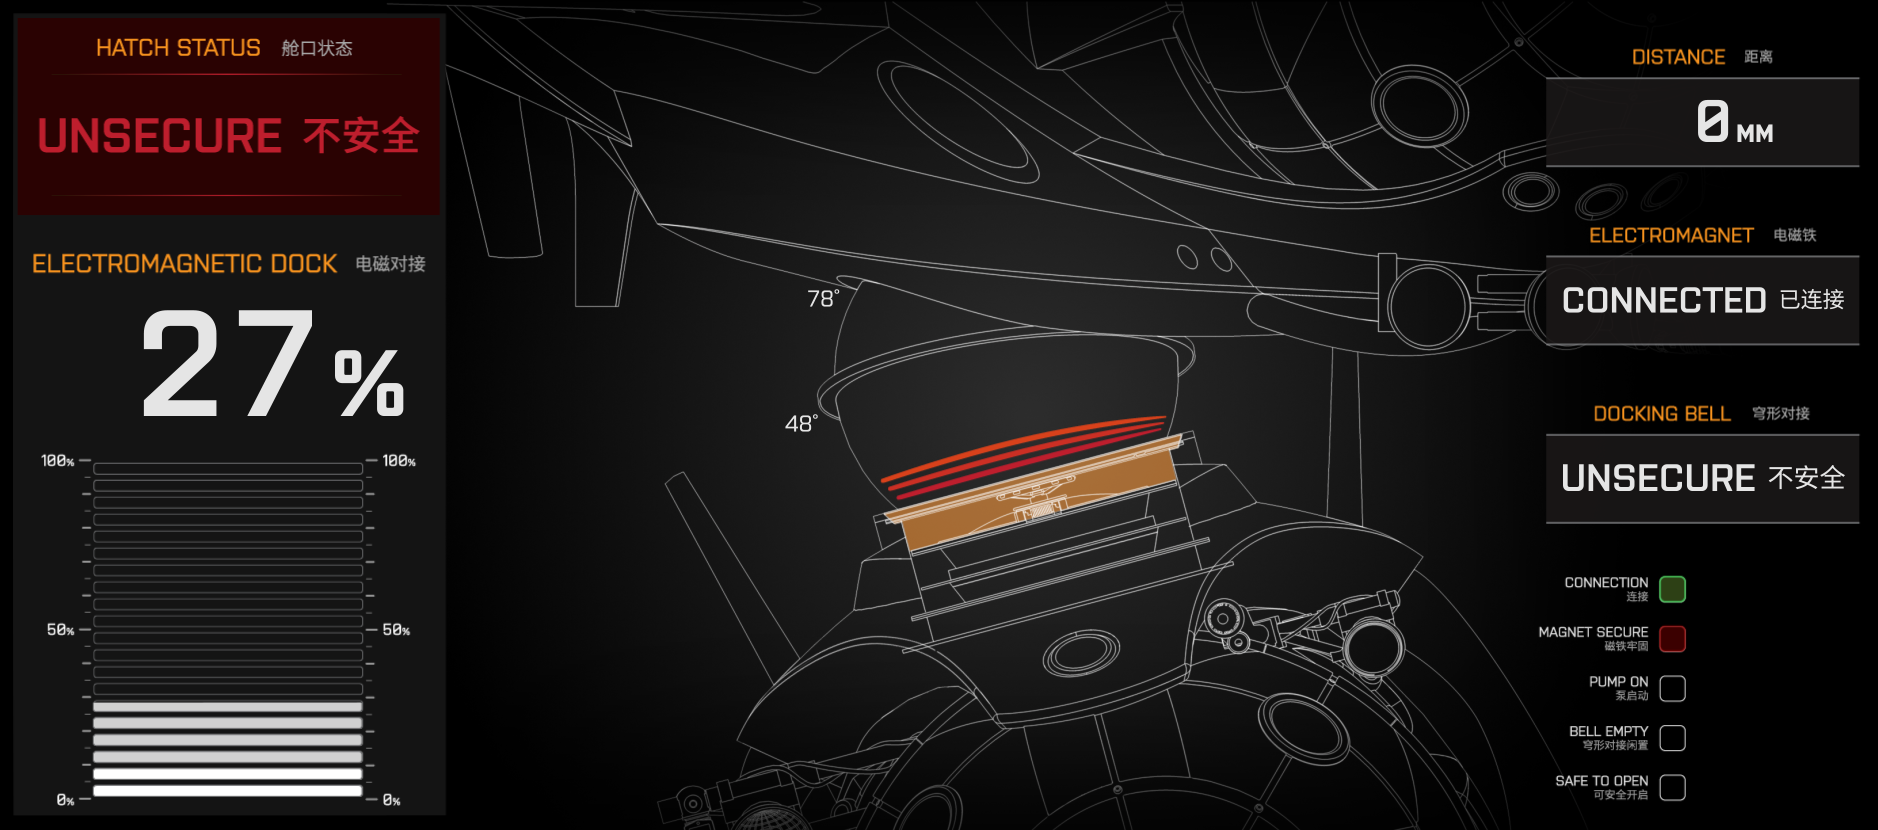 HATCH STATUS 舱口状态
UNSECURE 不安全
ELECTROMAGNETIC DOCK 电磁对接
27%
100% 100%
50% 50%
0% 0%
78°
48°
DISTANCE 距离
0 MM
ELECTROMAGNET 电磁铁
CONNECTED 已连接
DOCKING BELL 穹形对接
UNSECURE 不安全
CONNECTION
连接
MAGNET SECURE
磁铁牢固
PUMP ON
泵启动
BELL EMPTY
穹形对接闲置
SAFE TO OPEN
可安全开启